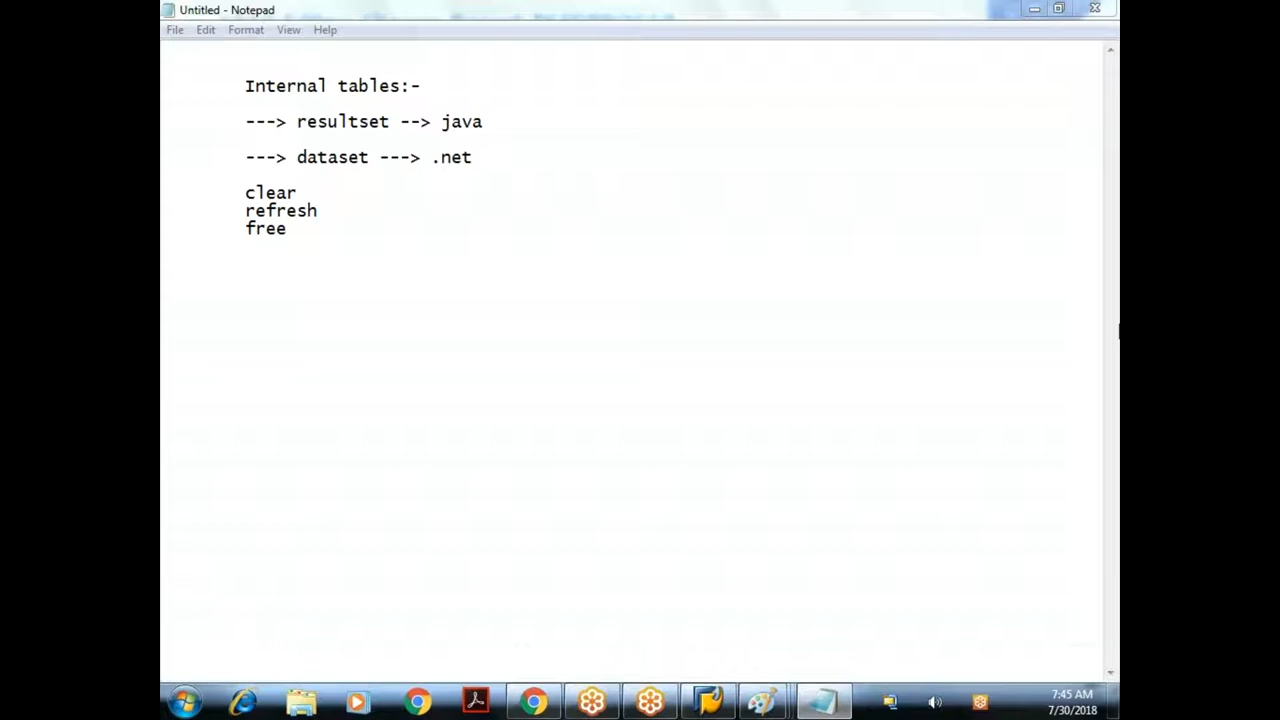 Untitled - Notepad
File Edit Format View Help
Internal tables:-
---> resultset --> java
---> dataset ---> .net
clear
refresh
free
7:45 AM
7/30/2018